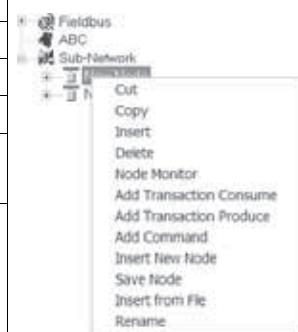 Fieldbus
ABC
Sub-Network
Cut
Copy
Insert
Delete
Node Monitor
Add Transaction Consume
Add Transaction Produce
Add Command
Insert New Node
Save Node
Insert from File
Rename